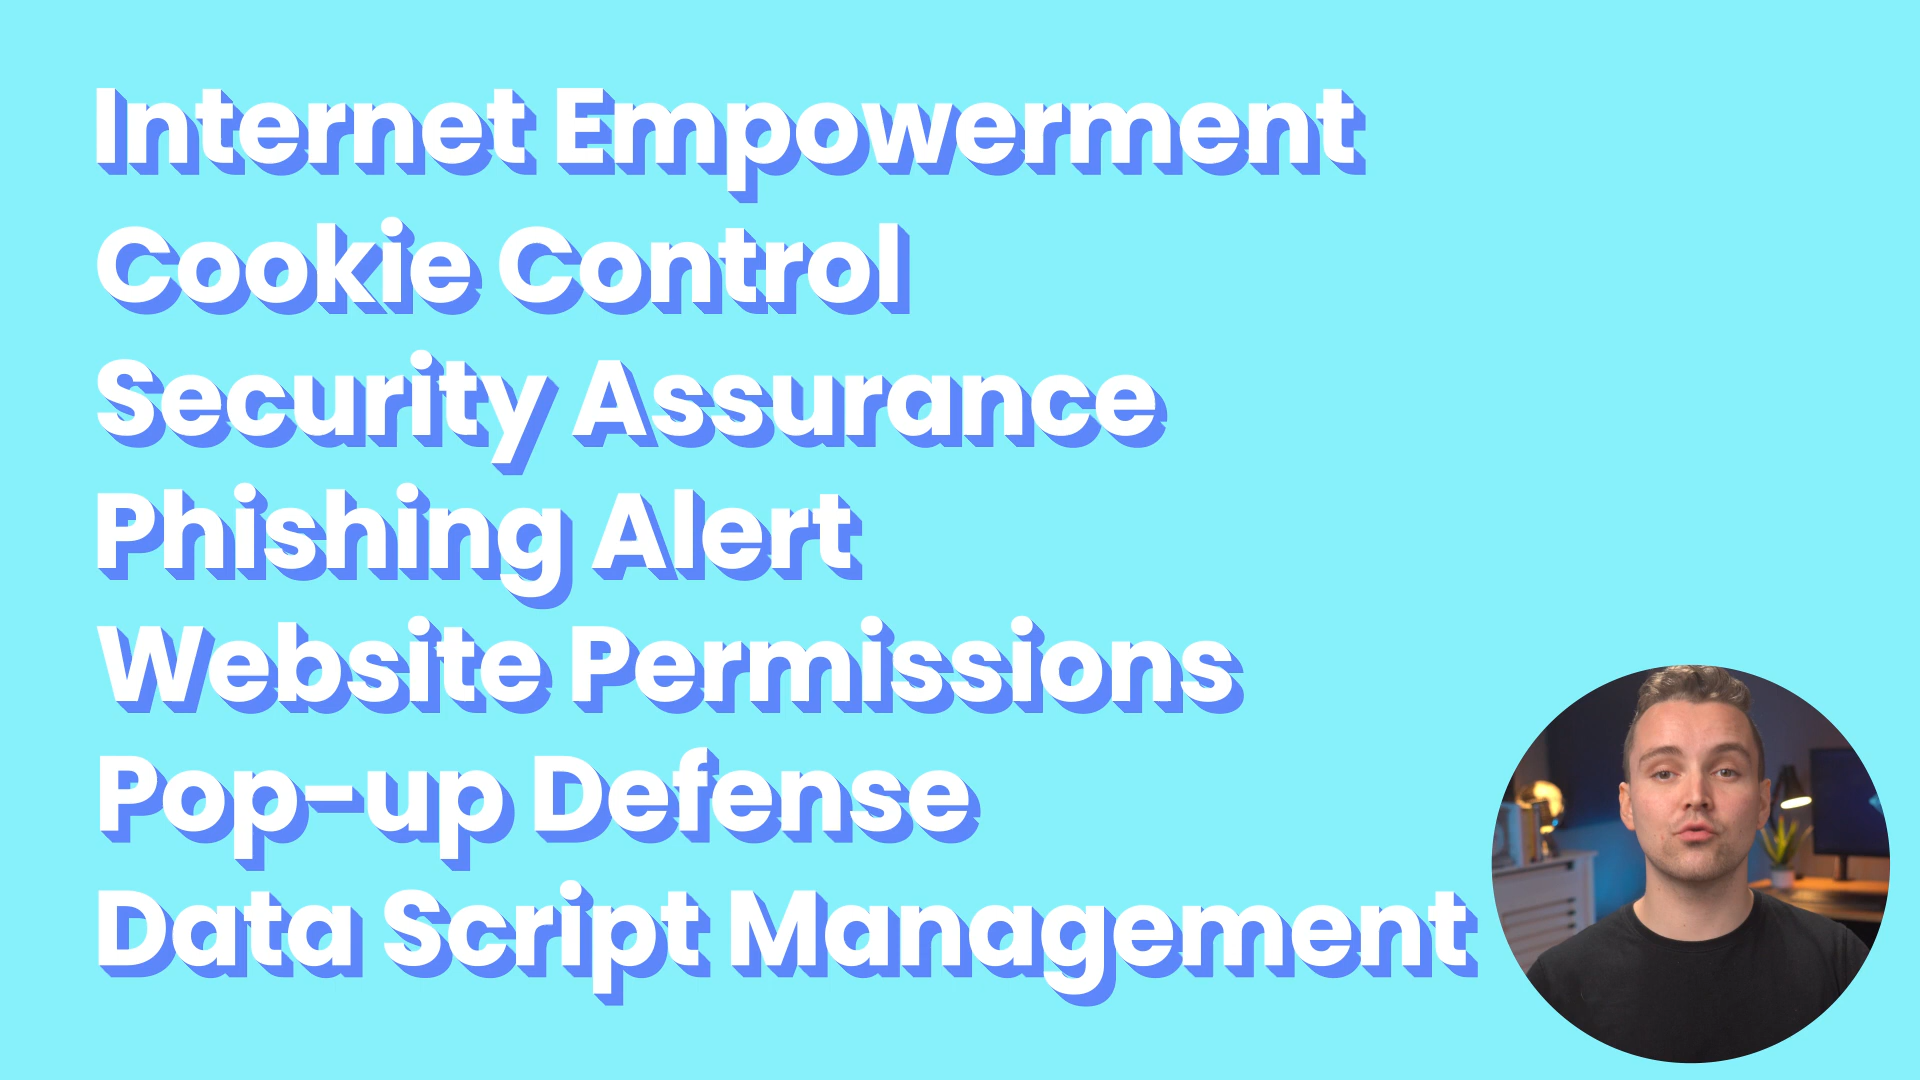 Internet Empowerment
Cookie Control
Security Assurance
Phishing Alert
Website Permissions
Pop-up Defense
Data Script Management